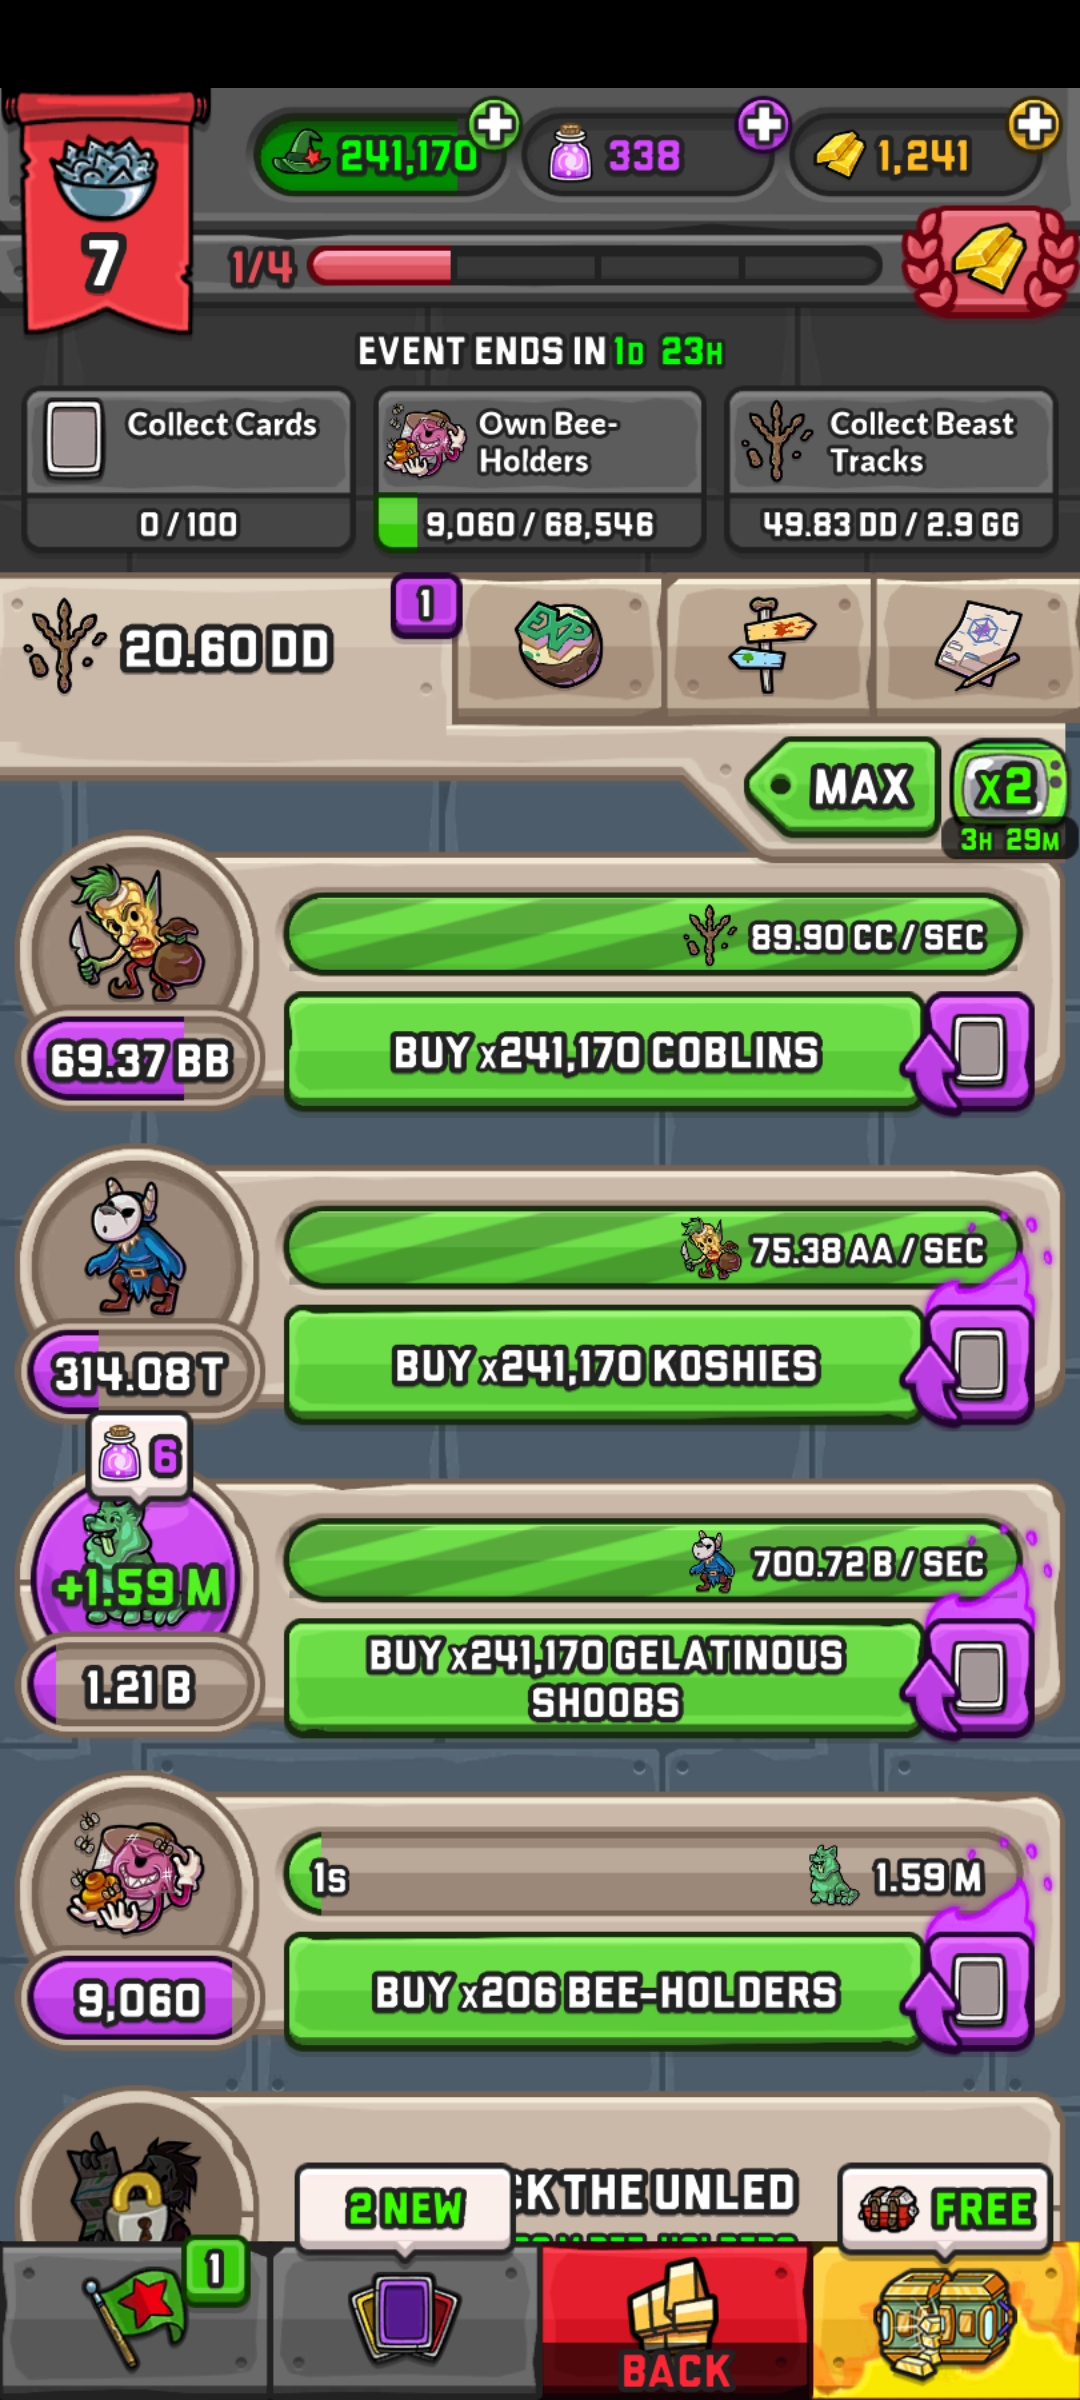 241,170
338
1,241
7
1/4
EVENT ENDS IN 1D 23H
Collect Cards
0 / 100
Own Bee-
Holders
9,060 / 68,546
Collect Beast
Tracks
49.83 DD / 2.9 GG
20.60 DD
1
EXP
MAX
x2
3H 29M
89.90 CC / SEC
69.37 BB
BUY x241,170 COBLINS
75.38 AA / SEC
314.08 T
BUY x241,170 KOSHIES
6
+1.59 M
700.72 B / SEC
1.21 B
BUY x241,170 GELATINOUS
SHOOBS
1s
1.59 M
9,060
BUY x206 BEE-HOLDERS
CK THE UNLED
2 NEW
FREE
1
BACK